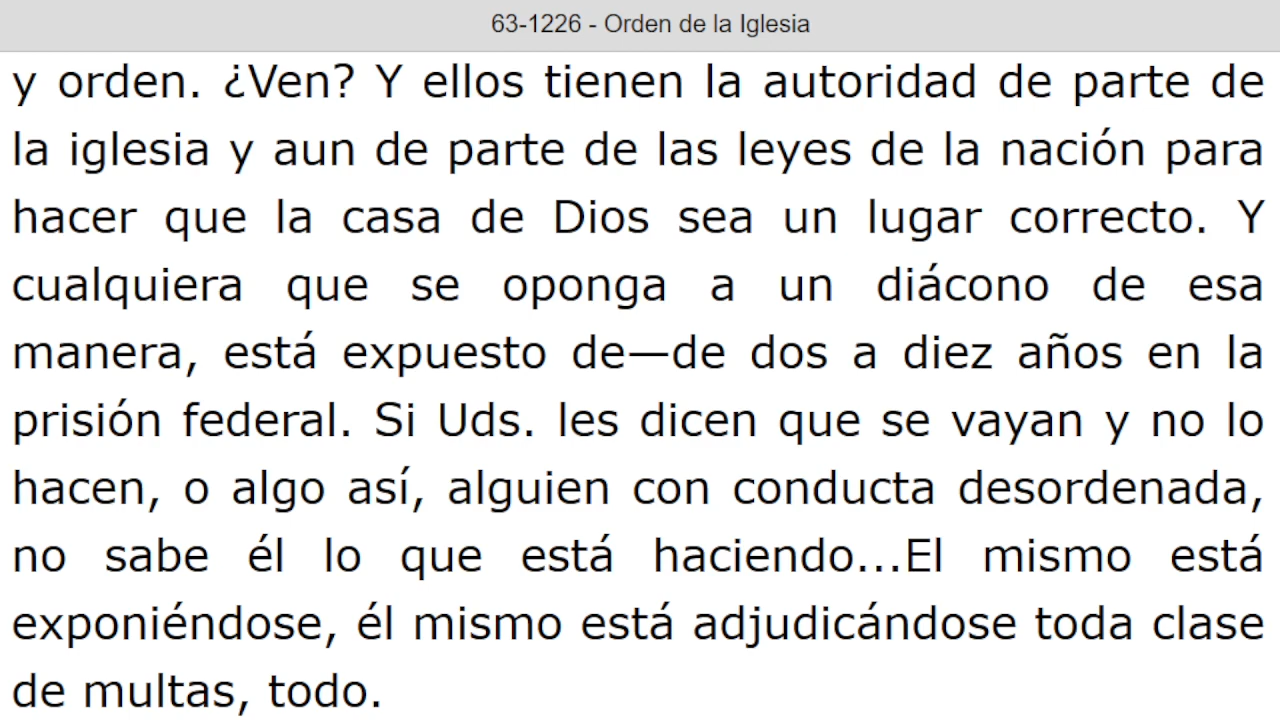 63-1226 - Orden de la Iglesia
y orden. ¿Ven? Y ellos tienen la autoridad de parte de
la iglesia y aun de parte de las leyes de la nación para
hacer que la casa de Dios sea un lugar correcto. Y
cualquiera que se oponga a un diácono de esa
manera, está expuesto de—de dos a diez años en la
prisión federal. Si Uds. les dicen que se vayan y no lo
hacen, o algo así, alguien con conducta desordenada,
no sabe él lo que está haciendo...El mismo está
exponiéndose, él mismo está adjudicándose toda clase
de multas, todo.